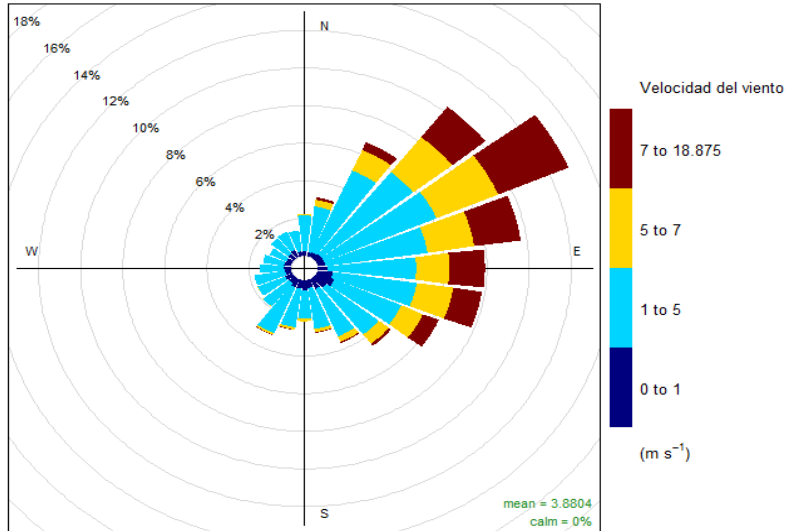 18%
16%
14%
12%
10%
8%
6%
4%
2%
N
W
E
S
mean = 3.8804
calm = 0%
Velocidad del viento
7 to 18.875
5 to 7
1 to 5
0 to 1
(m s⁻¹)